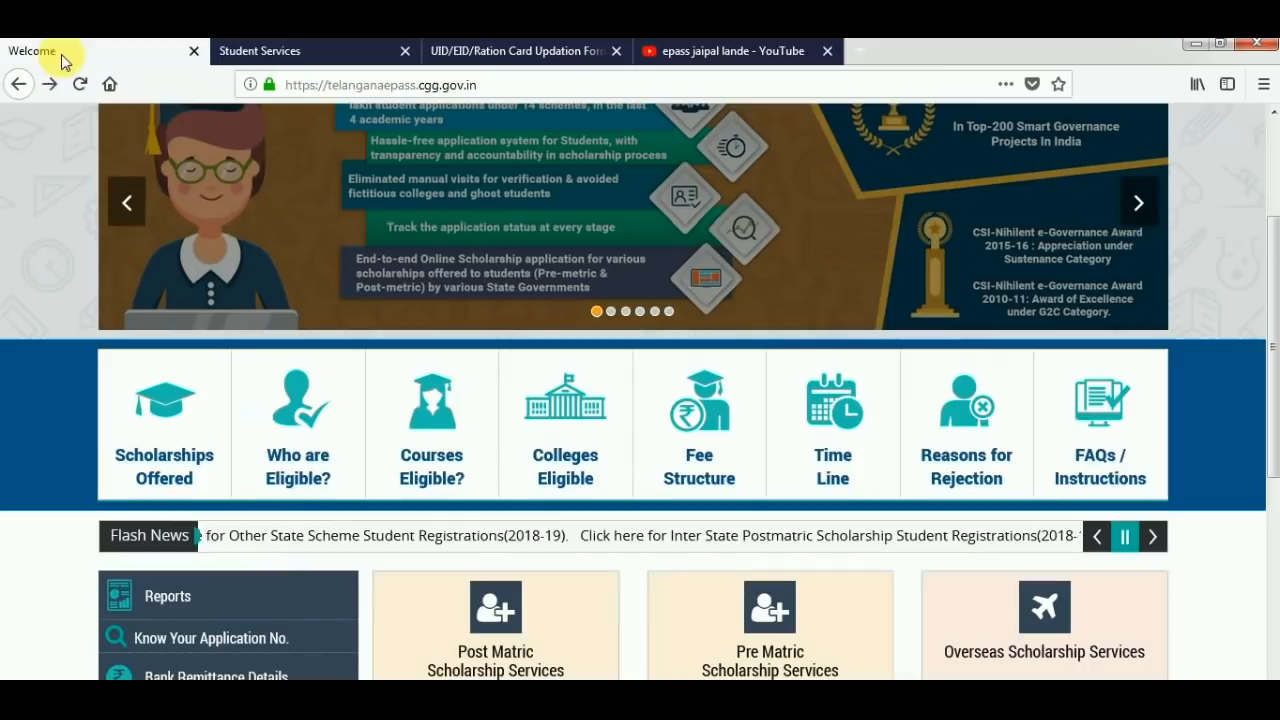 Welcome
Student Services
UID/EID/Ration Card Updation For
epass jaipal lande - YouTube
https://telanganaepass.cgg.gov.in
lakh student applications under 14 schemes, in the last
4 academic years
Hassle-free application system for Students, with
transparency and accountability in scholarship process
Eliminated manual visits for verification & avoided
fictitious colleges and ghost students
Track the application status at every stage
End-to-end Online Scholarship application for various
scholarships offered to students (Pre-metric &
Post-metric) by various State Governments
In Top-200 Smart Governance
Projects In India
CSI-Nihilent e-Governance Award
2015-16 : Appreciation under
Sustenance Category
CSI-Nihilent e-Governance Award
2010-11: Award of Excellence
under G2C Category.
Scholarships
Offered
Who are
Eligible?
Courses
Eligible?
Colleges
Eligible
Fee
Structure
Time
Line
Reasons for
Rejection
FAQs /
Instructions
Flash News
e for Other State Scheme Student Registrations(2018-19). Click here for Inter State Postmatric Scholarship Student Registrations(2018-
Reports
Know Your Application No.
Bank Remittance Details
Post Matric
Scholarship Services
Pre Matric
Scholarship Services
Overseas Scholarship Services